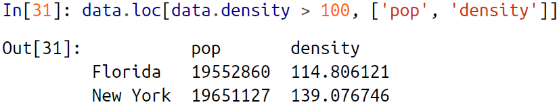 In[31]: data.loc[data.density > 100, ['pop', 'density']]
Out[31]: pop density
Florida 19552860 114.806121
New York 19651127 139.076746